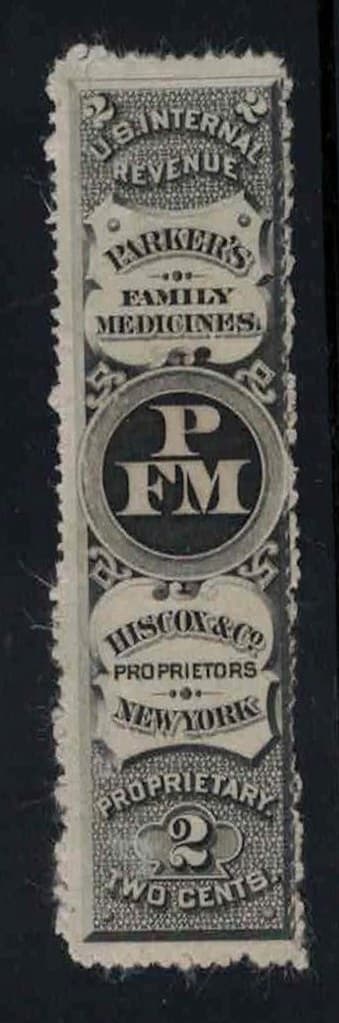 2 2
U.S. INTERNAL
REVENUE
PARKER'S
FAMILY
MEDICINES.
P
FM
HISCOX & Co.
PROPRIETORS
NEW YORK
PROPRIETARY.
2
TWO CENTS.